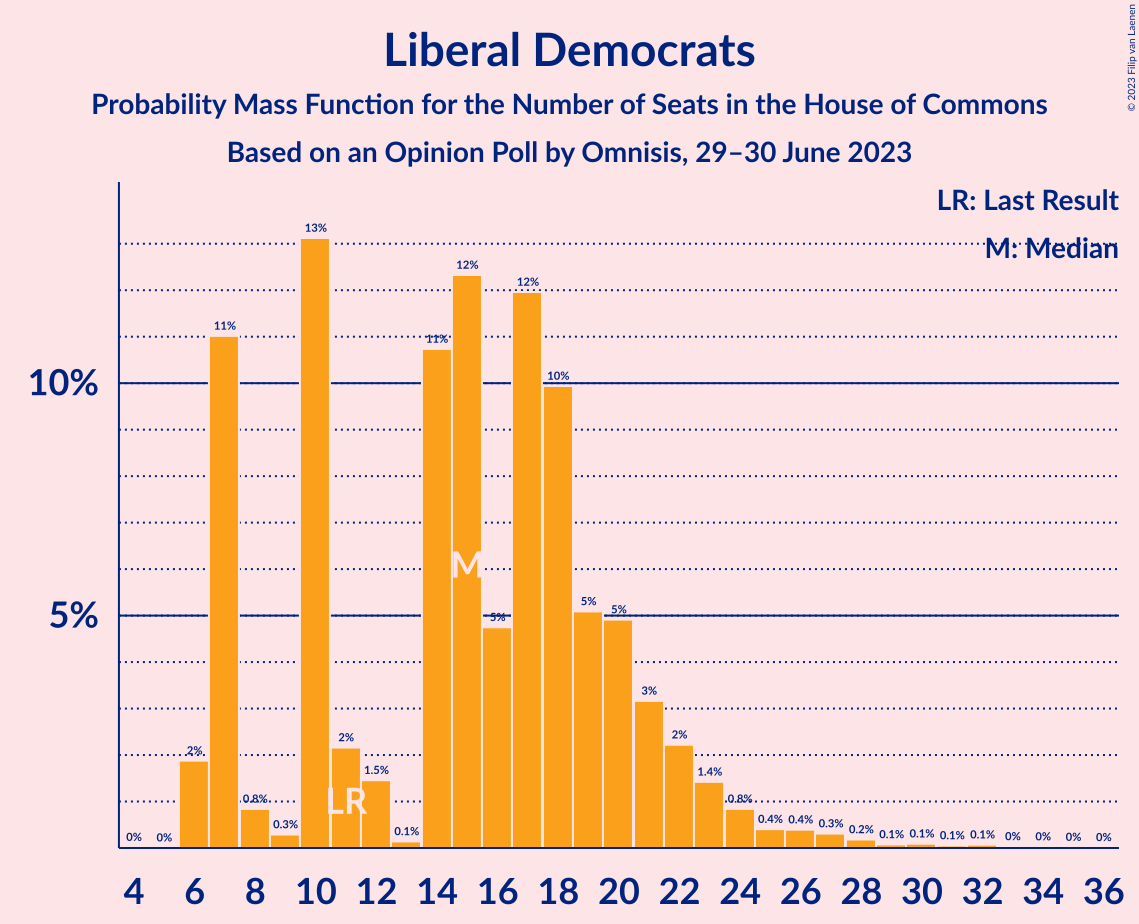 © 2023 Filip van Laenen
Liberal Democrats
Probability Mass Function for the Number of Seats in the House of Commons
Based on an Opinion Poll by Omnisis, 29–30 June 2023
LR: Last Result
M: Median
10%
5%
0% 0% 2% 11% 0.8% 0.3% 13% 2% 1.5% 0.1% 11% 12% 5% 12% 10% 5% 5% 3% 2% 1.4% 0.8% 0.4% 0.4% 0.3% 0.2% 0.1% 0.1% 0.1% 0.1% 0% 0% 0% 0%
M
LR
4 6 8 10 12 14 16 18 20 22 24 26 28 30 32 34 36